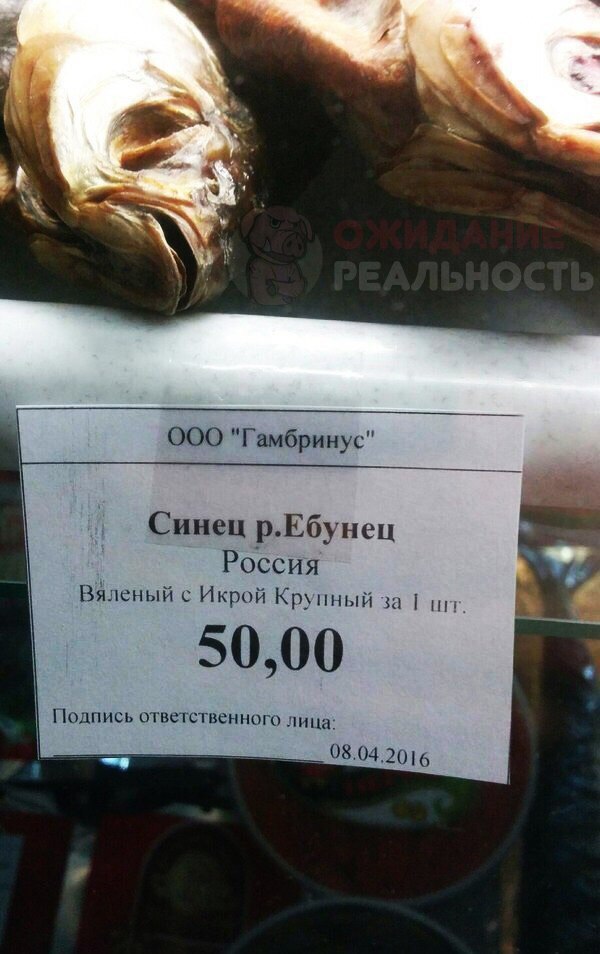 ОЖИДАНИЕ
РЕАЛЬНОСТЬ
ООО "Гамбринус"
Синец р.Ебунец
Россия
Вяленый с Икрой Крупный за 1 шт.
50,00
Подпись ответственного лица:
08.04.2016